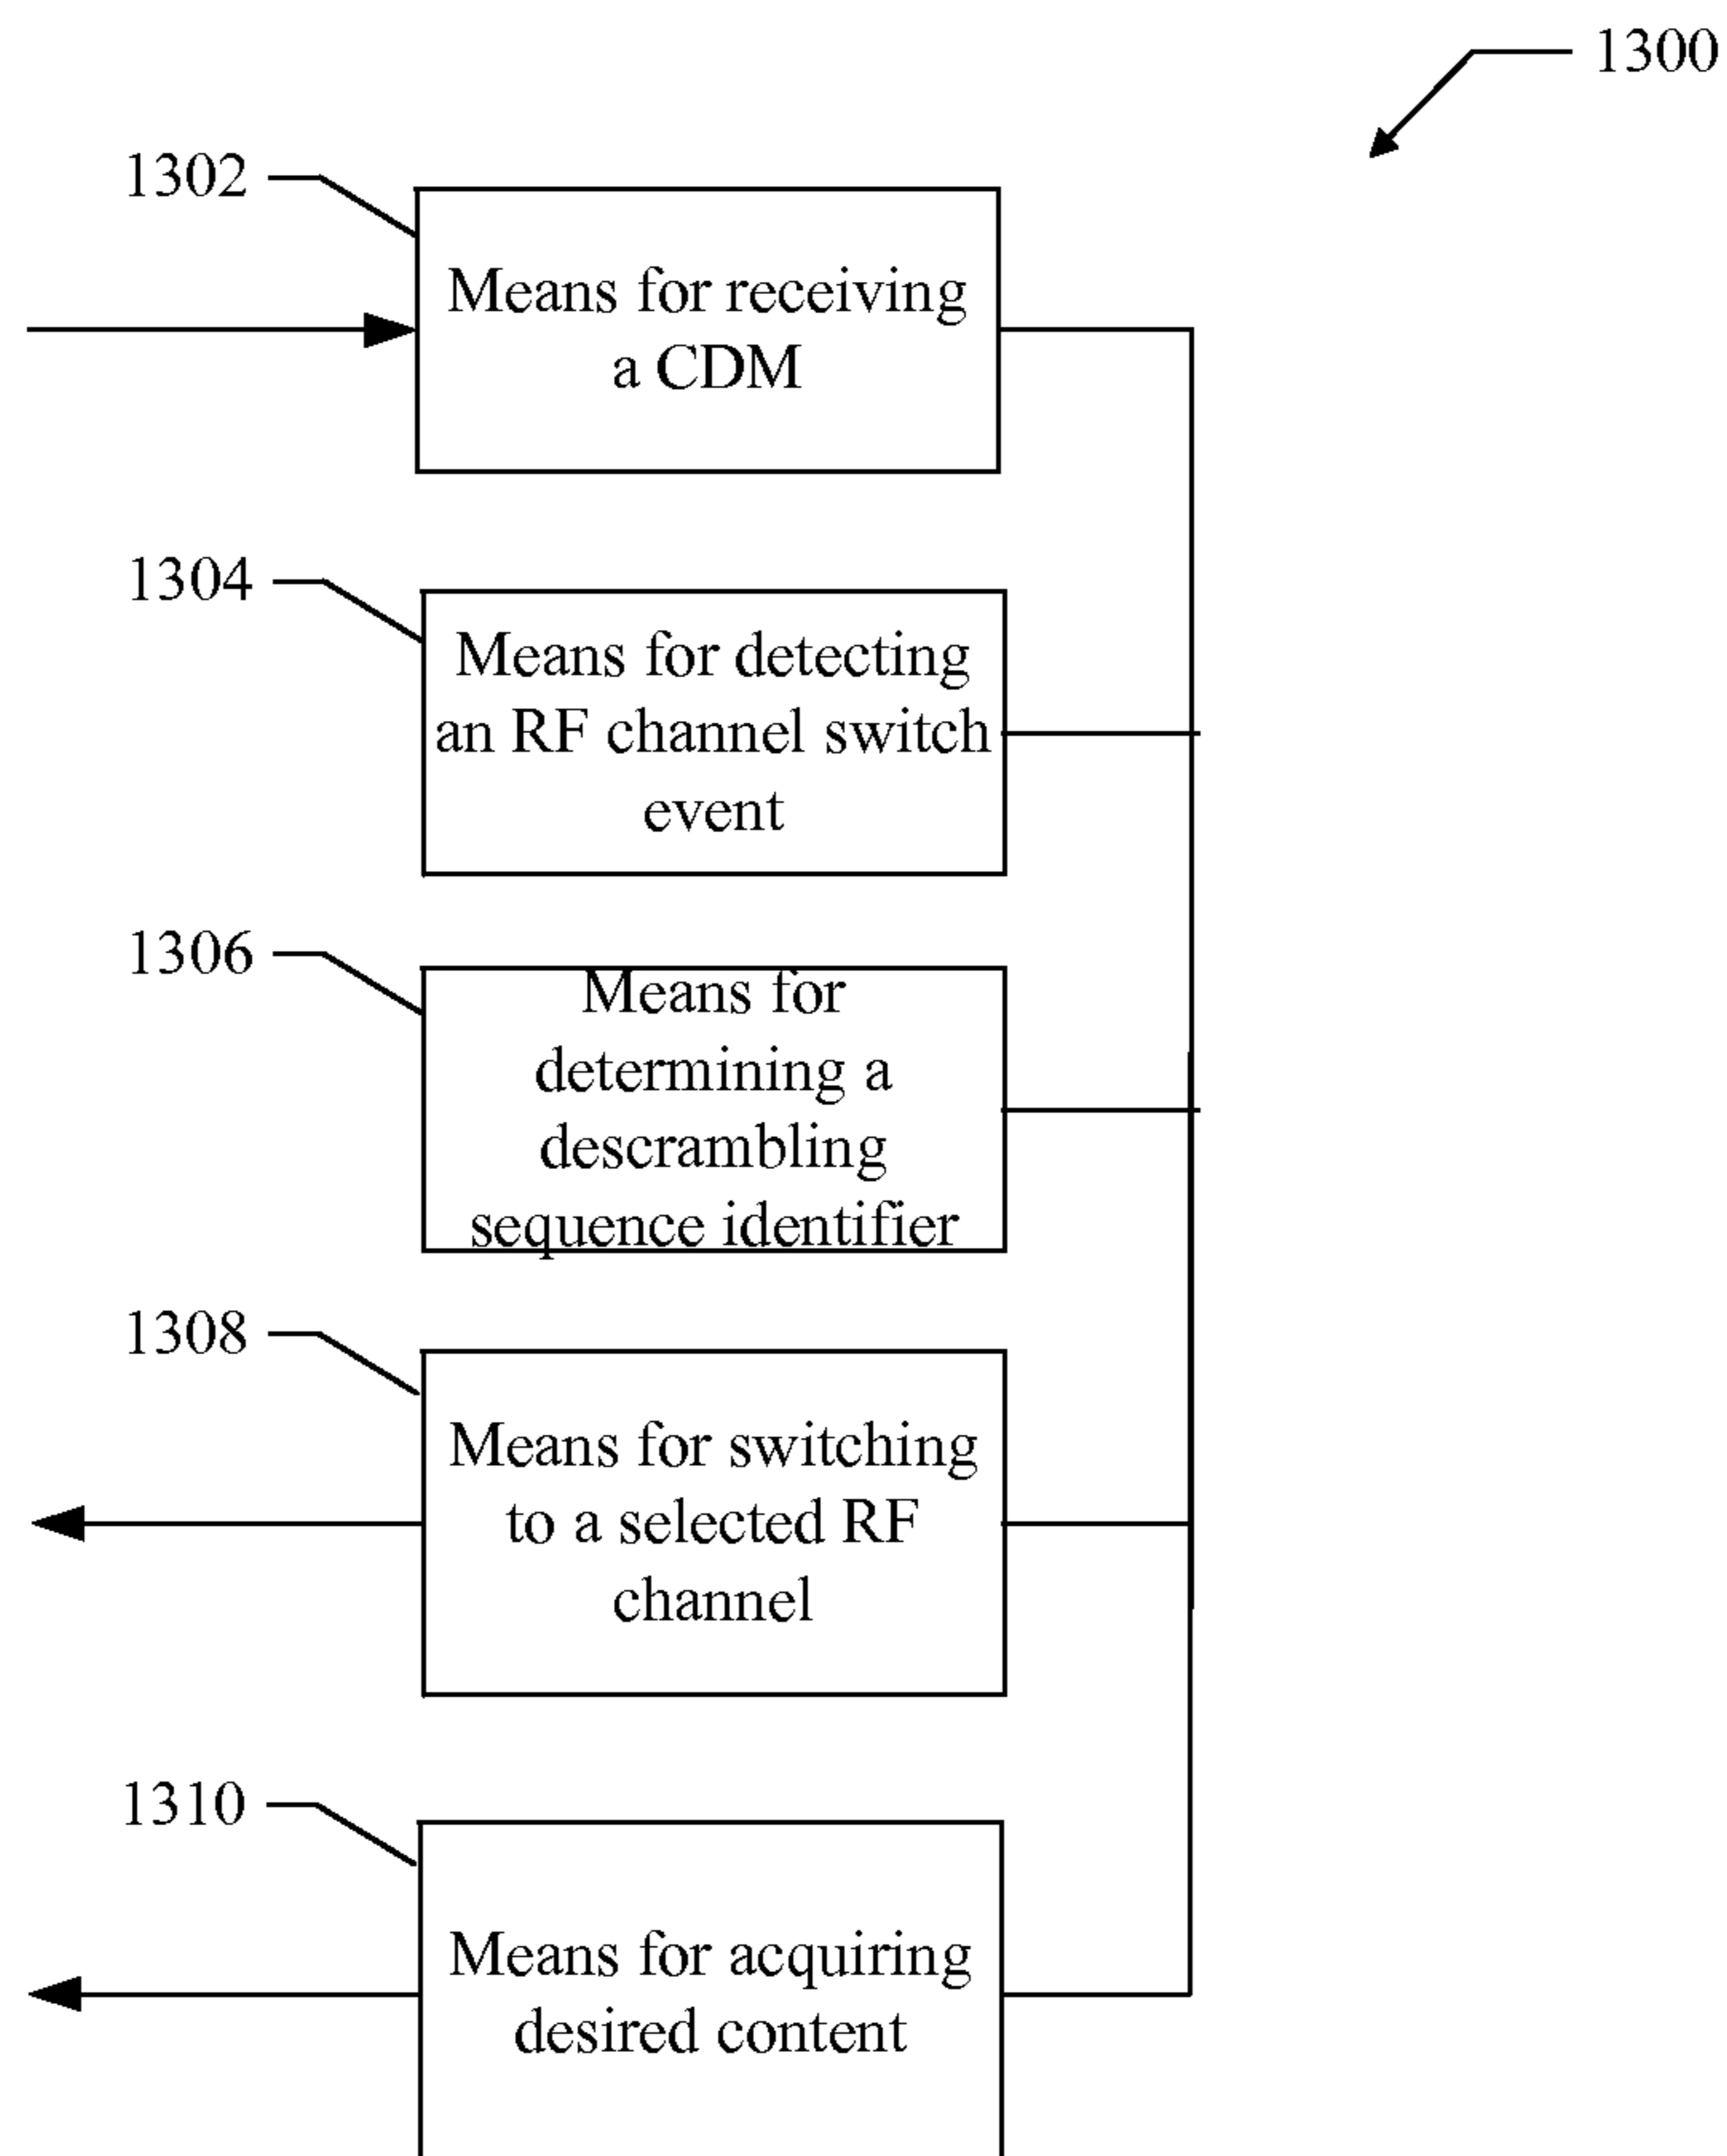 1300
1302
Means for receiving
a CDM
1304
Means for detecting
an RF channel switch
event
1306
Means for
determining a
descrambling
sequence identifier
1308
Means for switching
to a selected RF
channel
1310
Means for acquiring
desired content